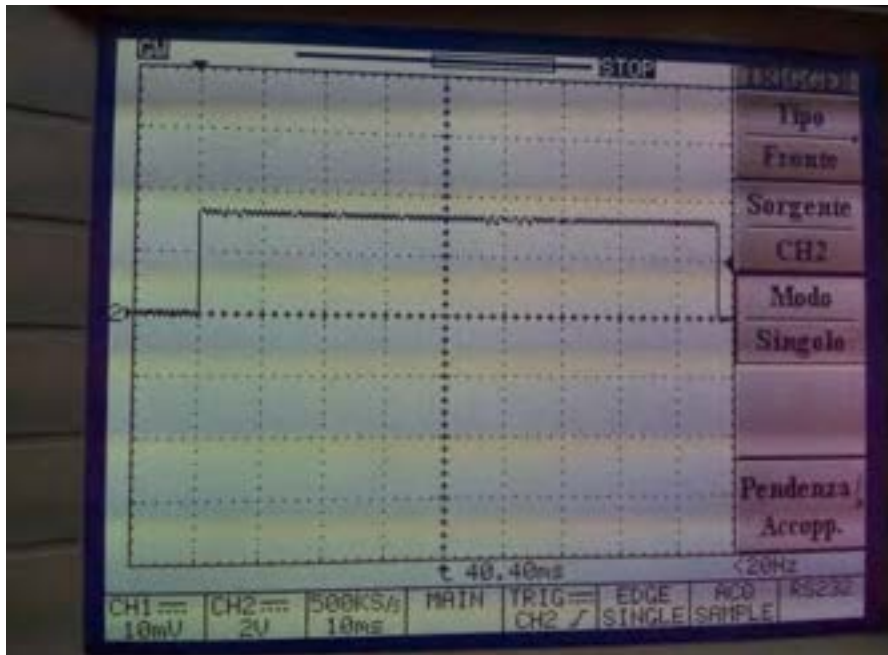 STOP
TRIGGER
Tipo
Fronte
Sorgente
CH2
Modo
Singolo
Pendenza/
Accopp.
t 40.40ms
<20Hz
CH1
10mV
CH2
2V
500KS/s
10ms
MAIN
TRIG
CH2
EDGE
SINGLE
ACQ
SAMPLE
RS232